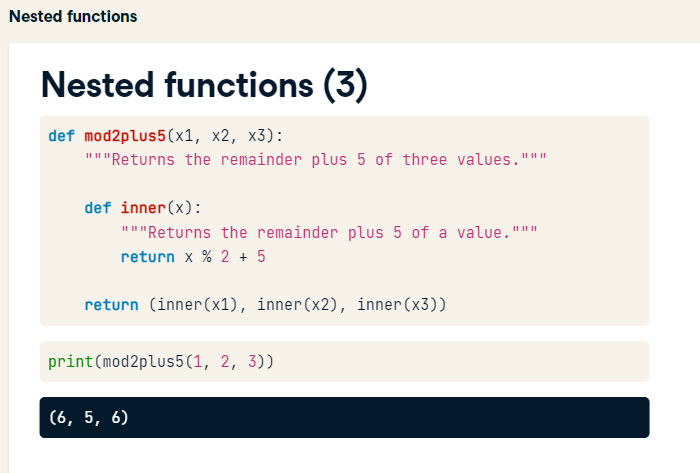 Nested functions
Nested functions (3)
def mod2plus5(x1, x2, x3):
    """Returns the remainder plus 5 of three values."""
    def inner(x):
        """Returns the remainder plus 5 of a value."""
        return x % 2 + 5
    return (inner(x1), inner(x2), inner(x3))
print(mod2plus5(1, 2, 3))
(6, 5, 6)